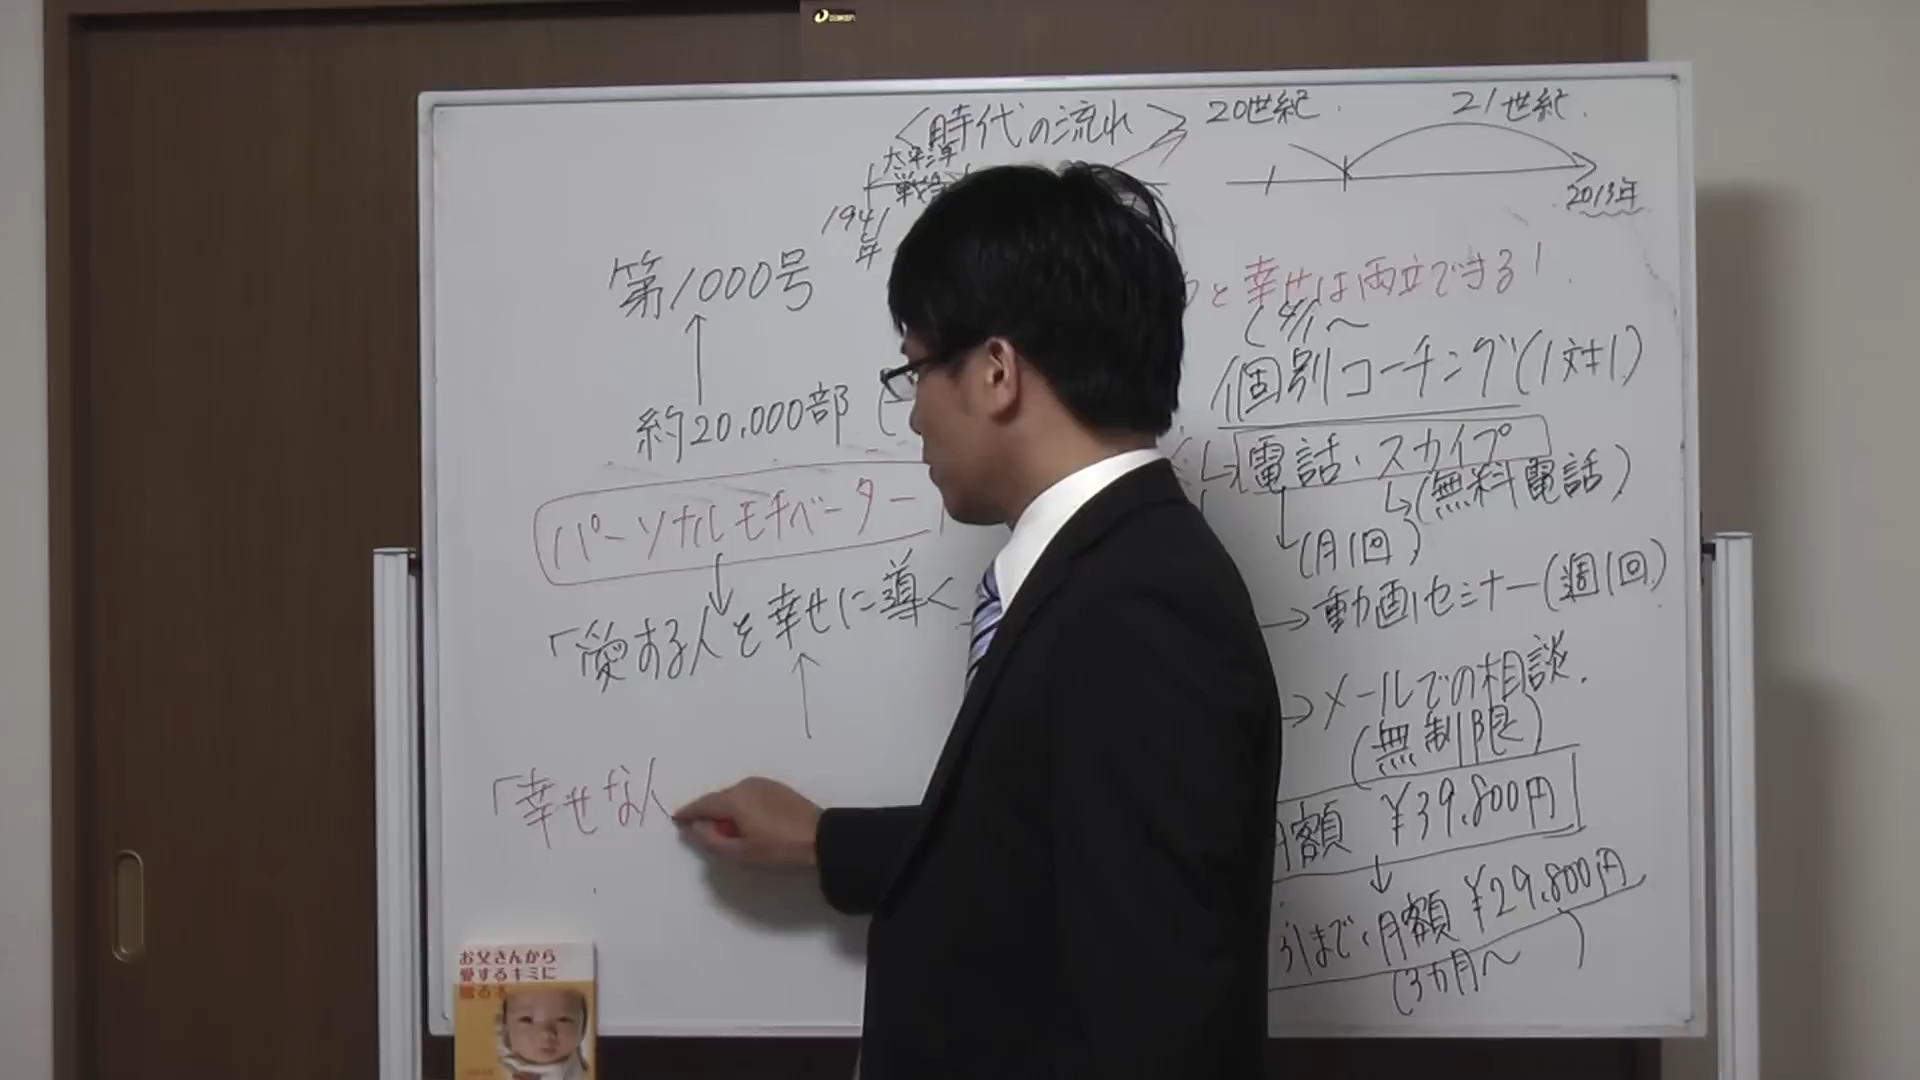 <時代の流れ>
20世紀
21世紀
太平洋
戦争
1941
年
2013年
第1000号
約20,000部
パーソナルモチベーター
「愛する人を幸せに導く
「幸せな人
と幸せは両立できる!
個別コーチング(1対1)
電話・スカイプ
(無料電話)
(月1回)
→動画セミナー(週1回)
→メールでの相談
(無制限)
月額 ¥39,800円
まで、月額 ¥29,800円
(3カ月〜)
お父さんから
愛するキミに
贈る本